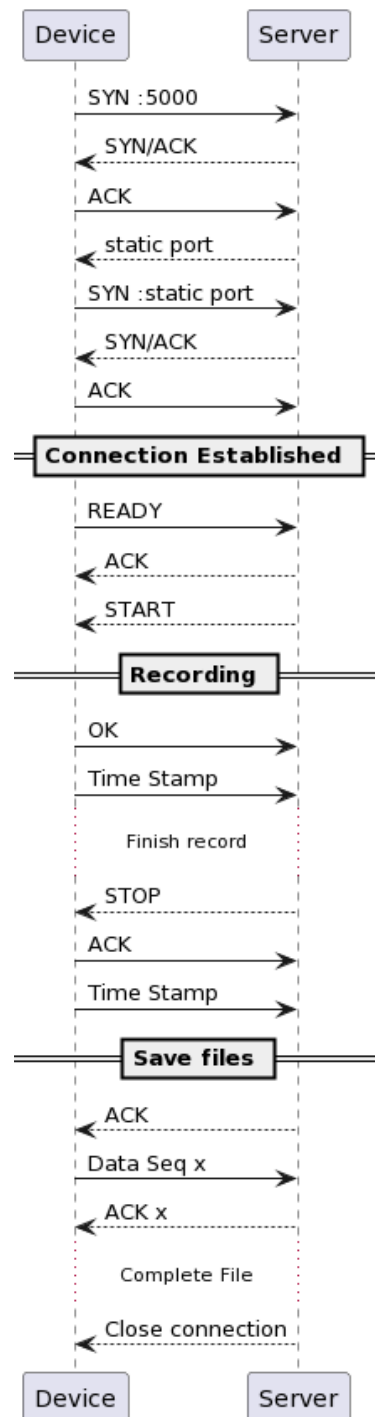 Device Server
SYN :5000
SYN/ACK
ACK
static port
SYN :static port
SYN/ACK
ACK
Connection Established
READY
ACK
START
Recording
OK
Time Stamp
Finish record
STOP
ACK
Time Stamp
Save files
ACK
Data Seq x
ACK x
Complete File
Close connection
Device Server